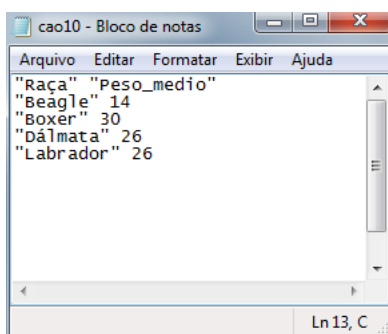 cao10 - Bloco de notas
Arquivo Editar Formatar Exibir Ajuda
"Raça" "Peso_medio"
"Beagle" 14
"Boxer" 30
"Dálmata" 26
"Labrador" 26
Ln 13, C